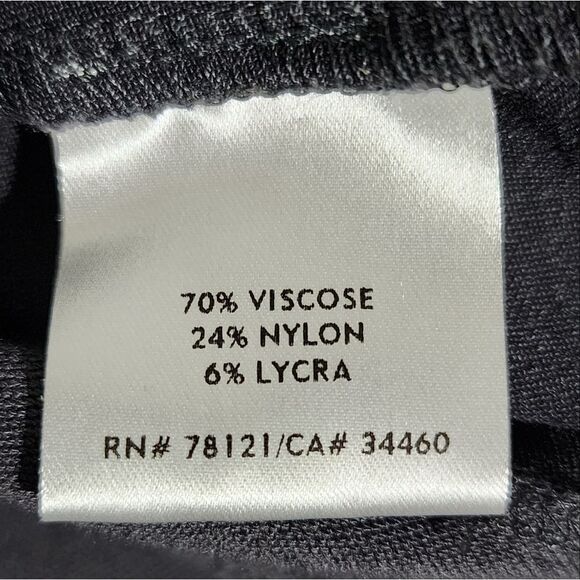 70% VISCOSE
24% NYLON
6% LYCRA
RN# 78121/CA# 34460